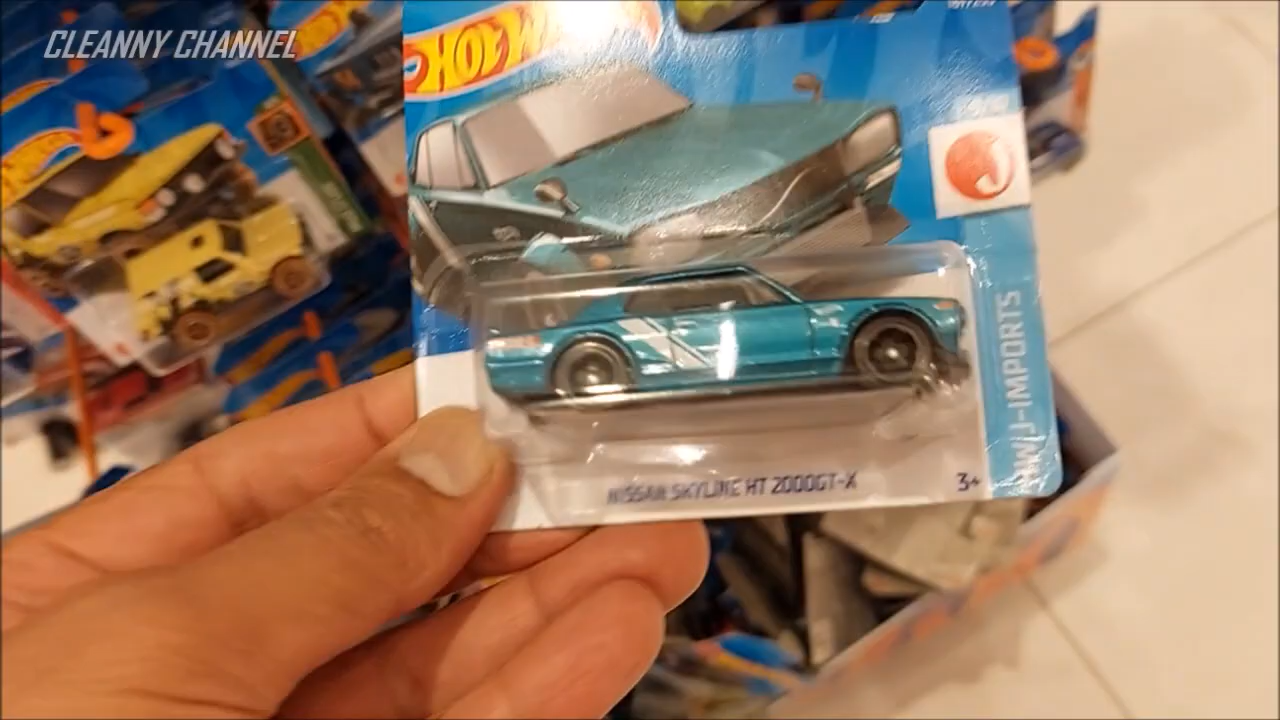 CLEANNY CHANNEL
Hot Wheels
HW J-IMPORTS
NISSAN SKYLINE HT 2000GT-X
3+